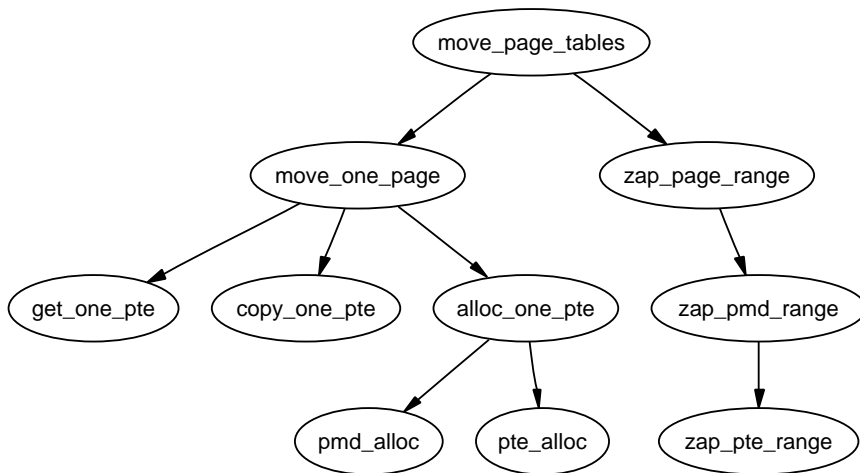 move_page_tables
move_one_page
zap_page_range
get_one_pte
copy_one_pte
alloc_one_pte
zap_pmd_range
pmd_alloc
pte_alloc
zap_pte_range